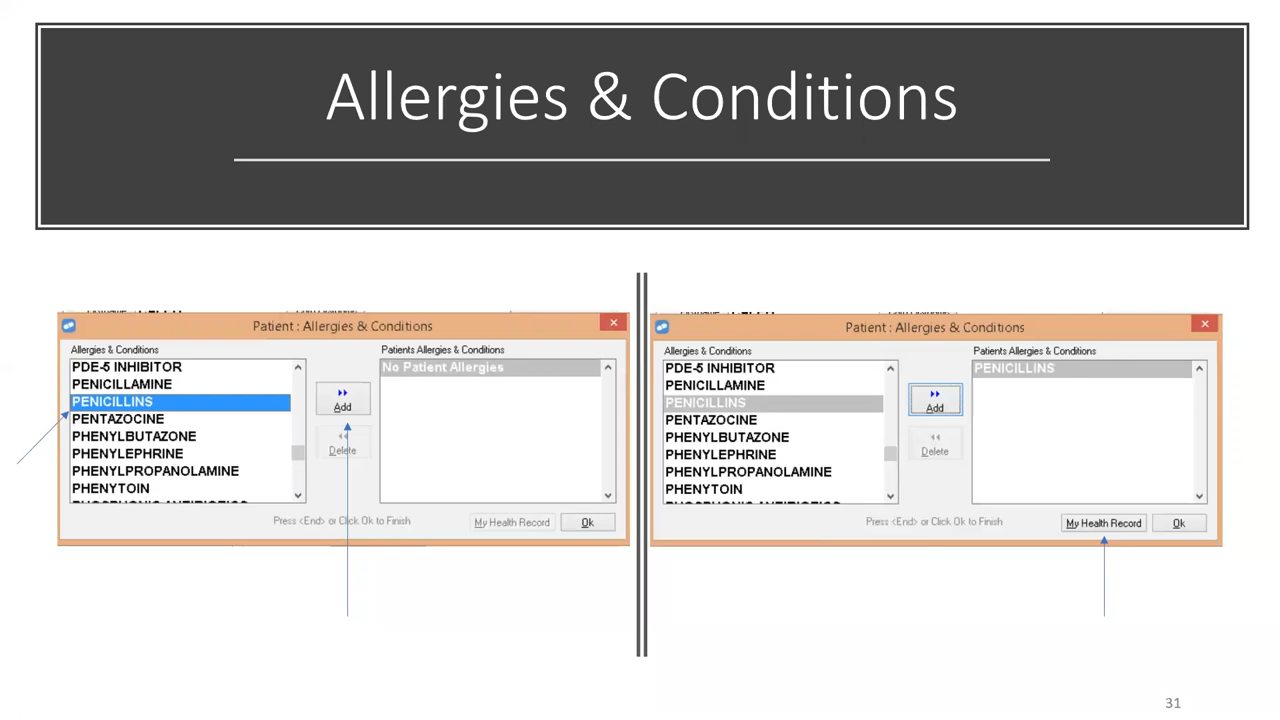 Allergies & Conditions
Patient : Allergies & Conditions
Allergies & Conditions
PDE-5 INHIBITOR
PENICILLAMINE
PENICILLINS
PENTAZOCINE
PHENYLBUTAZONE
PHENYLEPHRINE
PHENYLPROPANOLAMINE
PHENYTOIN
Add
Delete
Patients Allergies & Conditions
No Patient Allergies
Press <End> or Click Ok to Finish
My Health Record
Ok
Patient : Allergies & Conditions
Allergies & Conditions
PDE-5 INHIBITOR
PENICILLAMINE
PENICILLINS
PENTAZOCINE
PHENYLBUTAZONE
PHENYLEPHRINE
PHENYLPROPANOLAMINE
PHENYTOIN
Add
Delete
Patients Allergies & Conditions
PENICILLINS
Press <End> or Click Ok to Finish
My Health Record
Ok
31